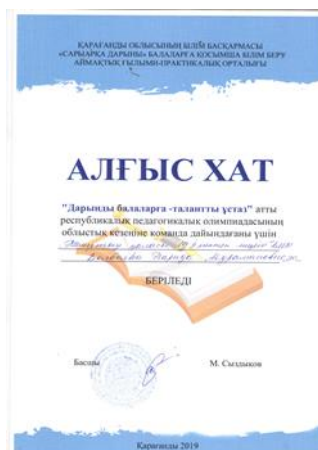 ҚАРАҒАНДЫ ОБЛЫСЫНЫҢ БІЛІМ БАСҚАРМАСЫ
«САРЫАРҚА ДАРЫНЫ» БАЛАЛАРҒА ҚОСЫМША БІЛІМ БЕРУ
АЙМАҚТЫҚ ҒЫЛЫМИ-ПРАКТИКАЛЫҚ ОРТАЛЫҒЫ
АЛҒЫС ХАТ
"Дарынды балаларға -талантты ұстаз" атты
республикалық педагогикалық олимпиадасының
облыстық кезеңіне команда дайындағаны үшін
БЕРІЛЕДІ
Басшы
М. Сыздыков
Қарағанды 2019